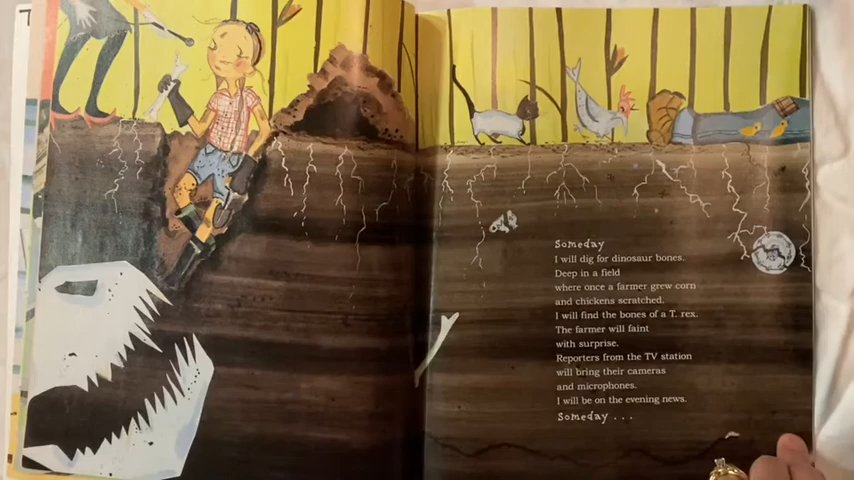 Someday
I will dig for dinosaur bones.
Deep in a field
where once a farmer grew corn
and chickens scratched.
I will find the bones of a T. rex.
The farmer will faint
with surprise.
Reporters from the TV station
will bring their cameras
and microphones.
I will be on the evening news.
Someday . . .